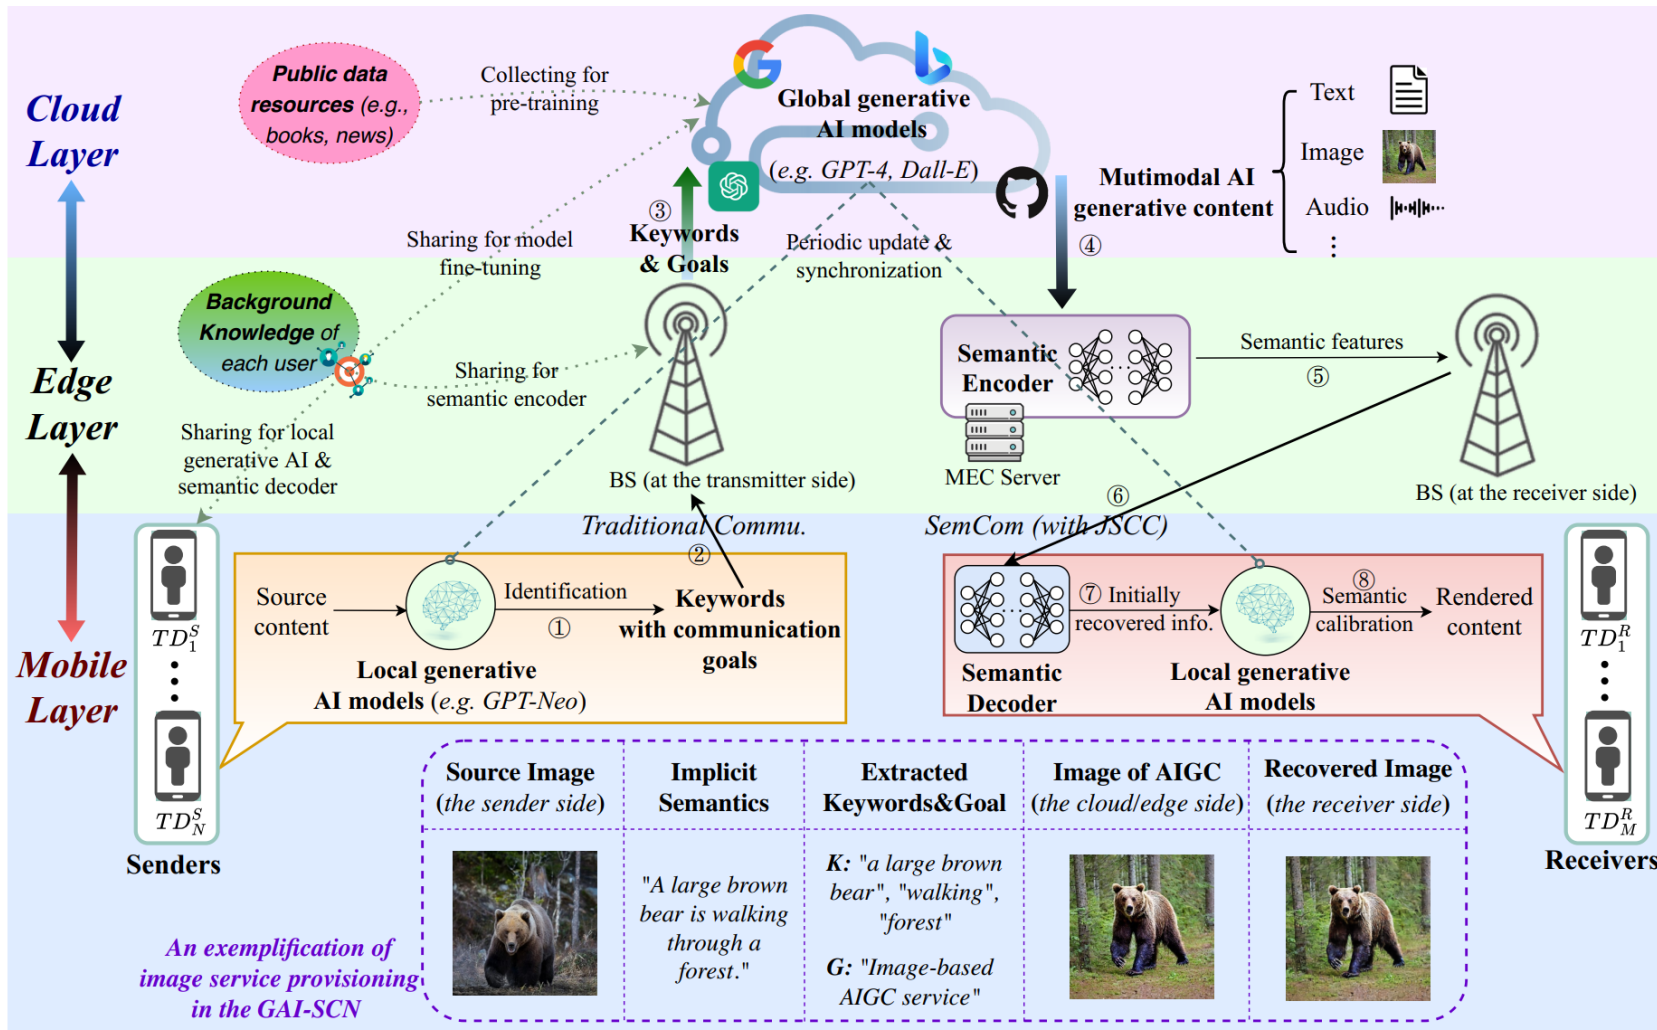 Cloud
Layer
Edge
Layer
Mobile
Layer
Public data
resources (e.g.,
books, news)
Collecting for
pre-training
Global generative
AI models
(e.g. GPT-4, Dall-E)
Mutimodal AI
generative content
Text
Image
Audio
④
③
Keywords
& Goals
Sharing for model
fine-tuning
Periodic update &
synchronization
Background
Knowledge of
each user
Sharing for
semantic encoder
Sharing for local
generative AI &
semantic decoder
BS (at the transmitter side)
Semantic
Encoder
MEC Server
Semantic features
⑤
BS (at the receiver side)
⑥
Traditional Commu.
SemCom (with JSCC)
②
Source
content
Identification
①
Keywords
with communication
goals
Local generative
AI models (e.g. GPT-Neo)
Semantic
Decoder
⑦ Initially
recovered info.
Local generative
AI models
⑧
Semantic
calibration
Rendered
content
TD₁ˢ
TD_N^S
Senders
TD₁ᴿ
TD_M^R
Receivers
Source Image
(the sender side)
Implicit
Semantics
Extracted
Keywords&Goal
Image of AIGC
(the cloud/edge side)
Recovered Image
(the receiver side)
"A large brown
bear is walking
through a
forest."
K: "a large brown
bear", "walking",
"forest"
G: "Image-based
AIGC service"
An exemplification of
image service provisioning
in the GAI-SCN